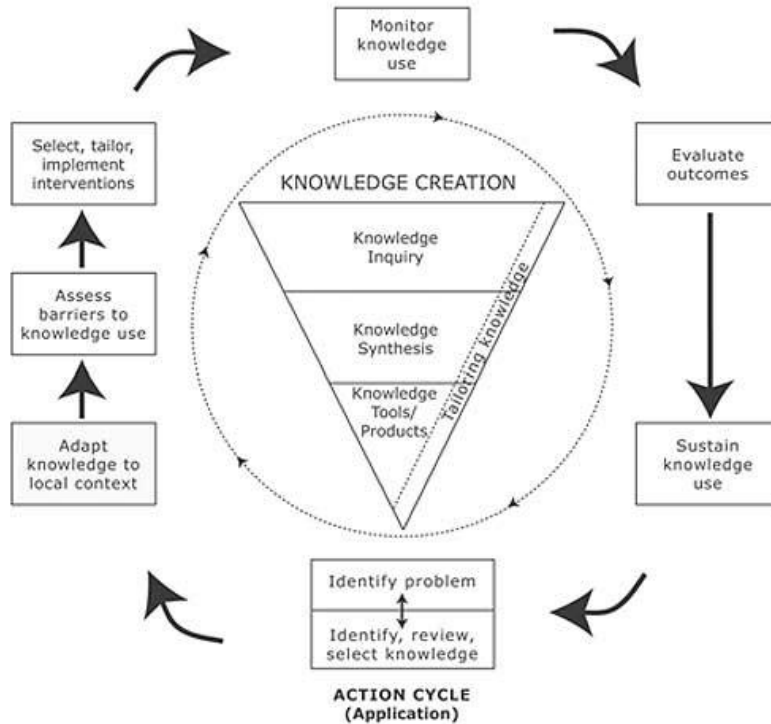 Monitor
knowledge
use
Select, tailor,
implement
interventions
Evaluate
outcomes
KNOWLEDGE CREATION
Knowledge
Inquiry
Tailoting knowledge
Assess
barriers to
knowledge use
Knowledge
Synthesis
Knowledge
Tools/
Products
Adapt
knowledge to
local context
Sustain
knowledge
use
Identify problem
Identify, review,
select knowledge
ACTION CYCLE
(Application)